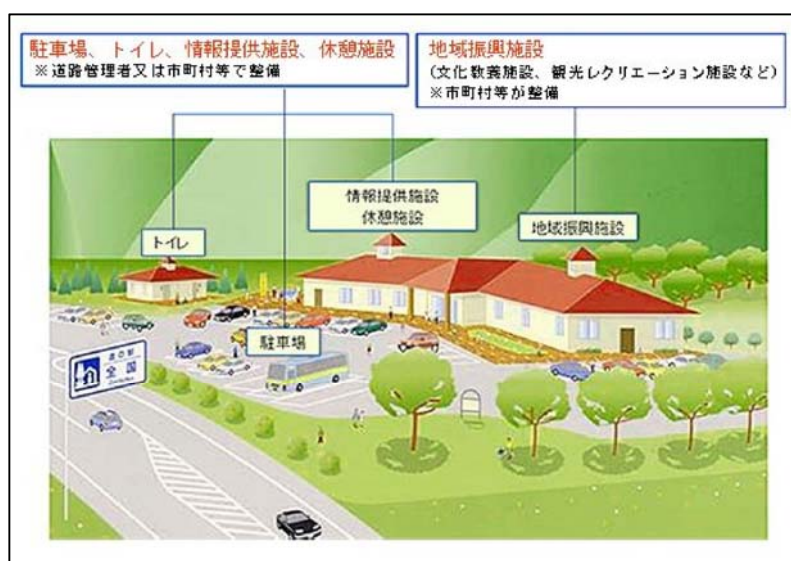 駐車場、トイレ、情報提供施設、休憩施設
※道路管理者又は市町村等で整備
地域振興施設
(文化教義施設、観光レクリエーション施設など)
※市町村等が整備
情報提供施設
休憩施設
トイレ
地域振興施設
駐車場
道の駅
全国